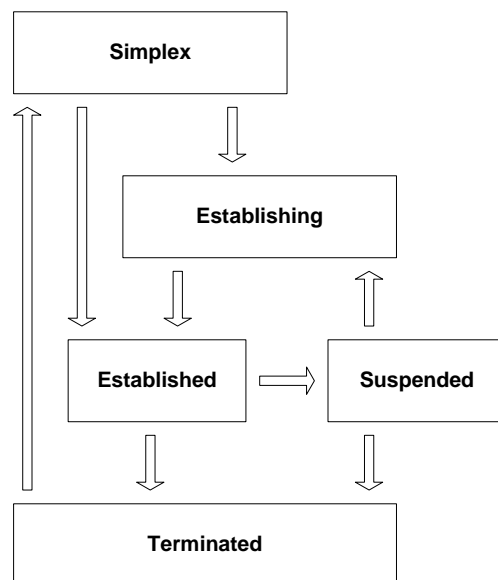 Simplex
Establishing
Established
Suspended
Terminated